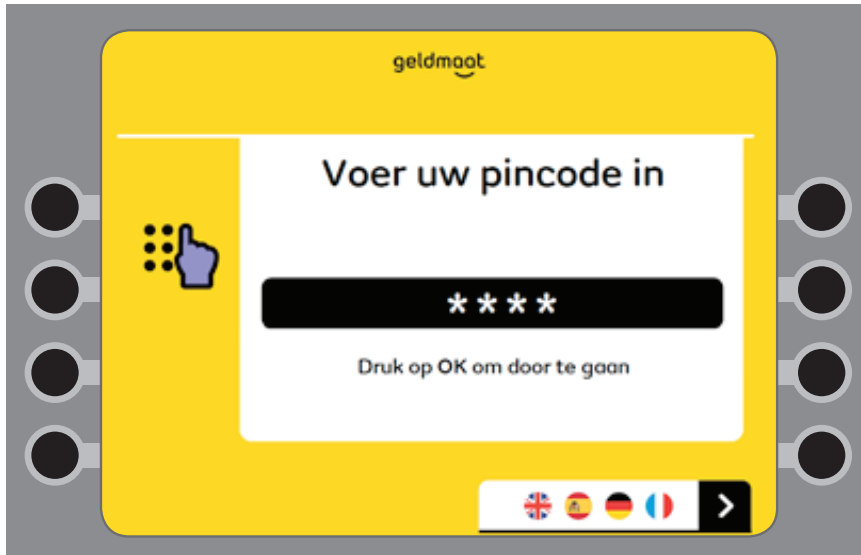 geldmaat
Voer uw pincode in
****
Druk op OK om door te gaan